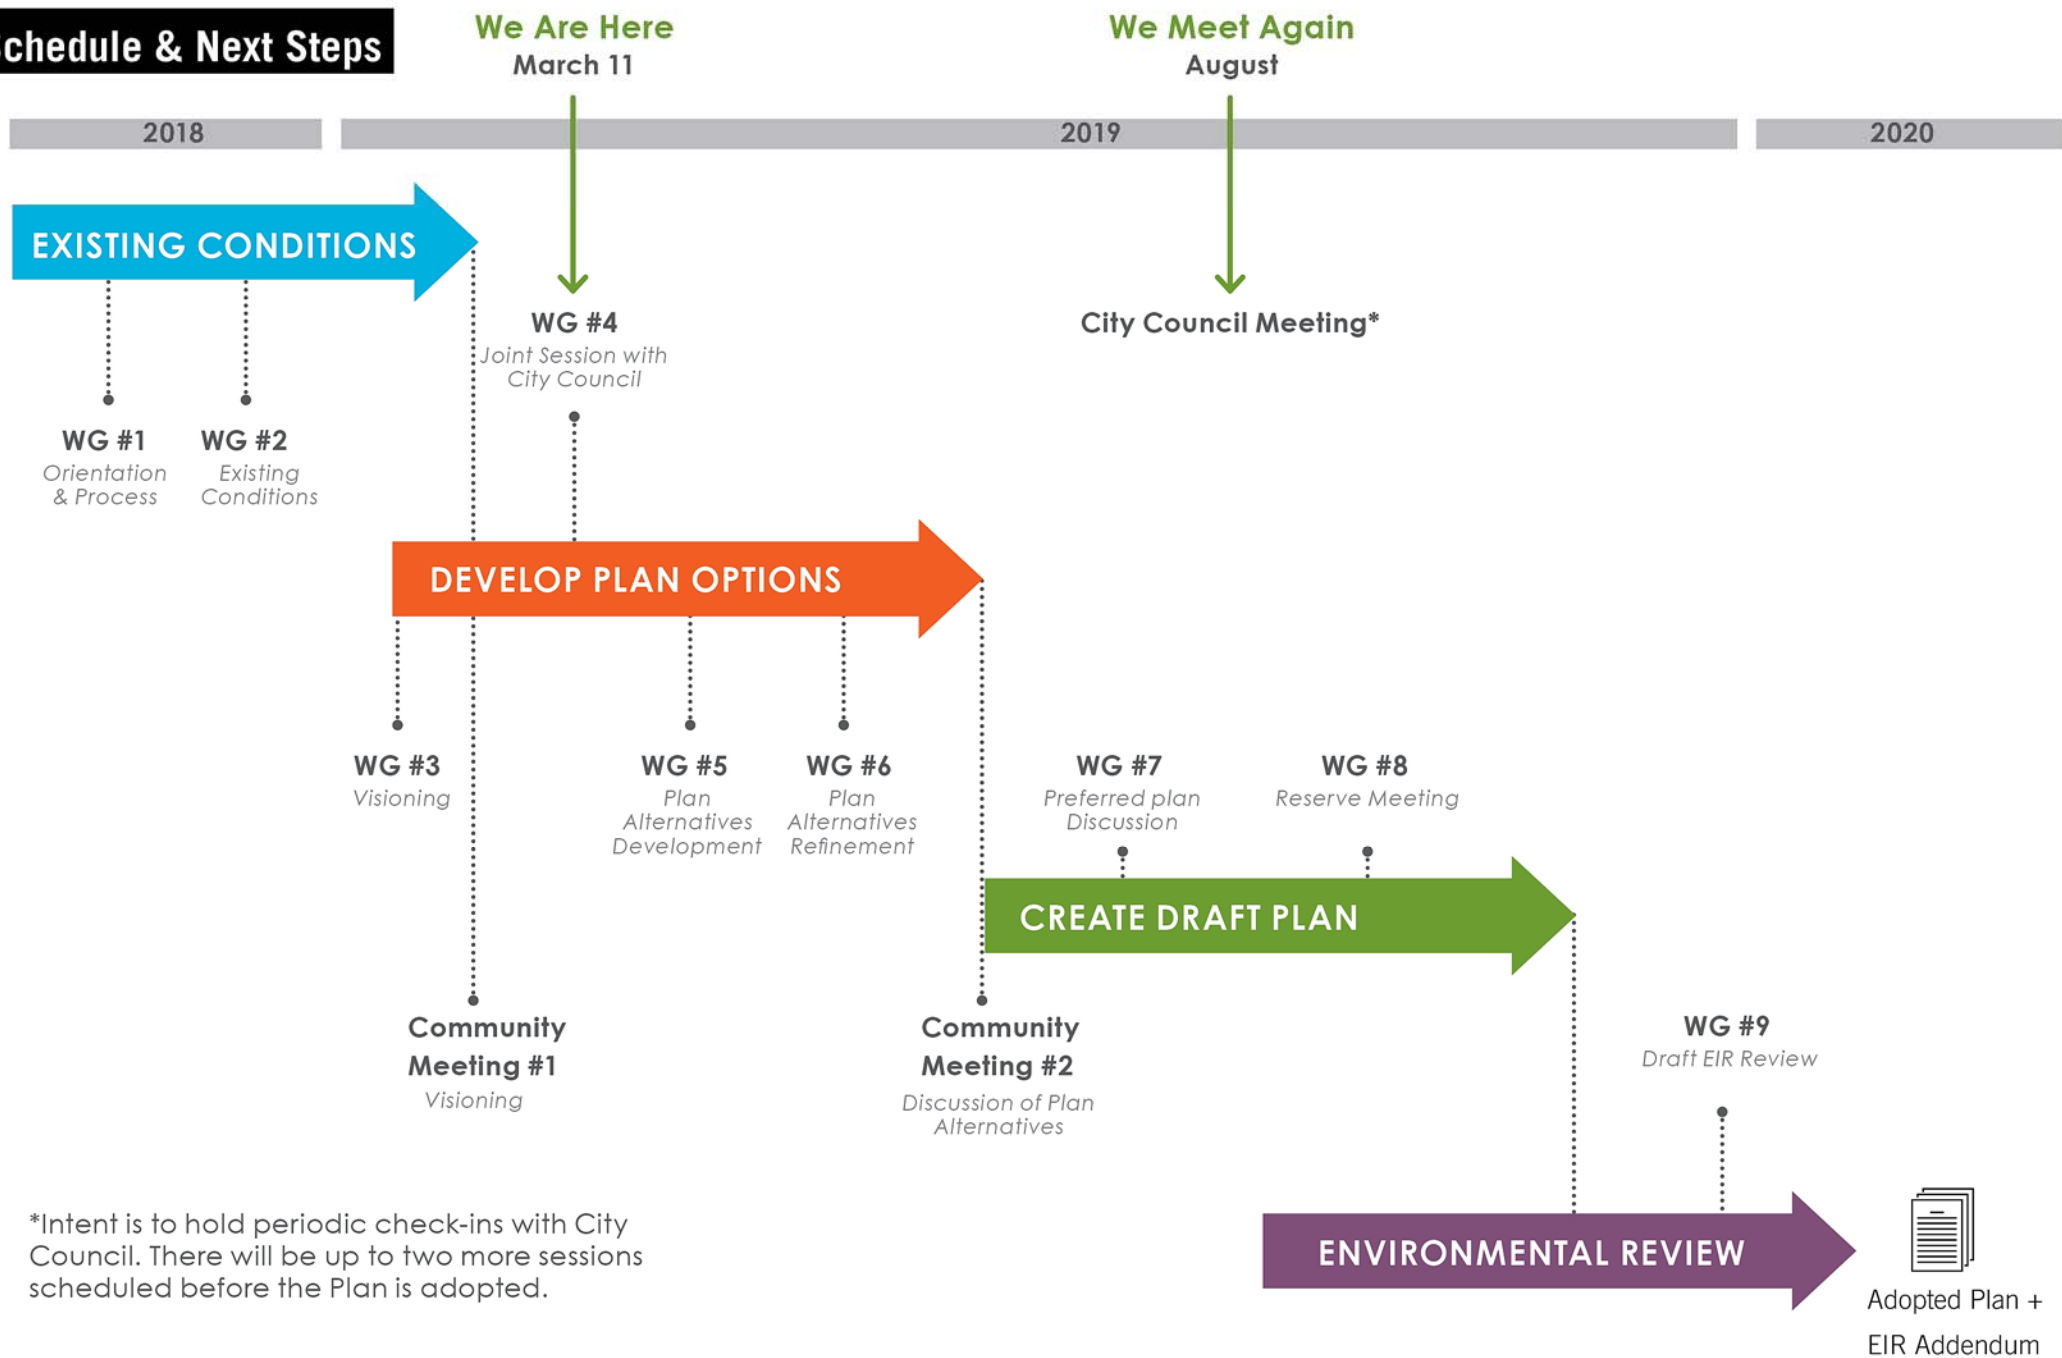 chedule & Next Steps
We Are Here
March 11
We Meet Again
August
2018
2019
2020
EXISTING CONDITIONS
WG #4
Joint Session with
City Council
City Council Meeting*
WG #1
Orientation
& Process
WG #2
Existing
Conditions
DEVELOP PLAN OPTIONS
WG #3
Visioning
WG #5
Plan
Alternatives
Development
WG #6
Plan
Alternatives
Refinement
WG #7
Preferred plan
Discussion
WG #8
Reserve Meeting
CREATE DRAFT PLAN
Community
Meeting #1
Visioning
Community
Meeting #2
Discussion of Plan
Alternatives
WG #9
Draft EIR Review
*Intent is to hold periodic check-ins with City
Council. There will be up to two more sessions
scheduled before the Plan is adopted.
ENVIRONMENTAL REVIEW
Adopted Plan +
EIR Addendum